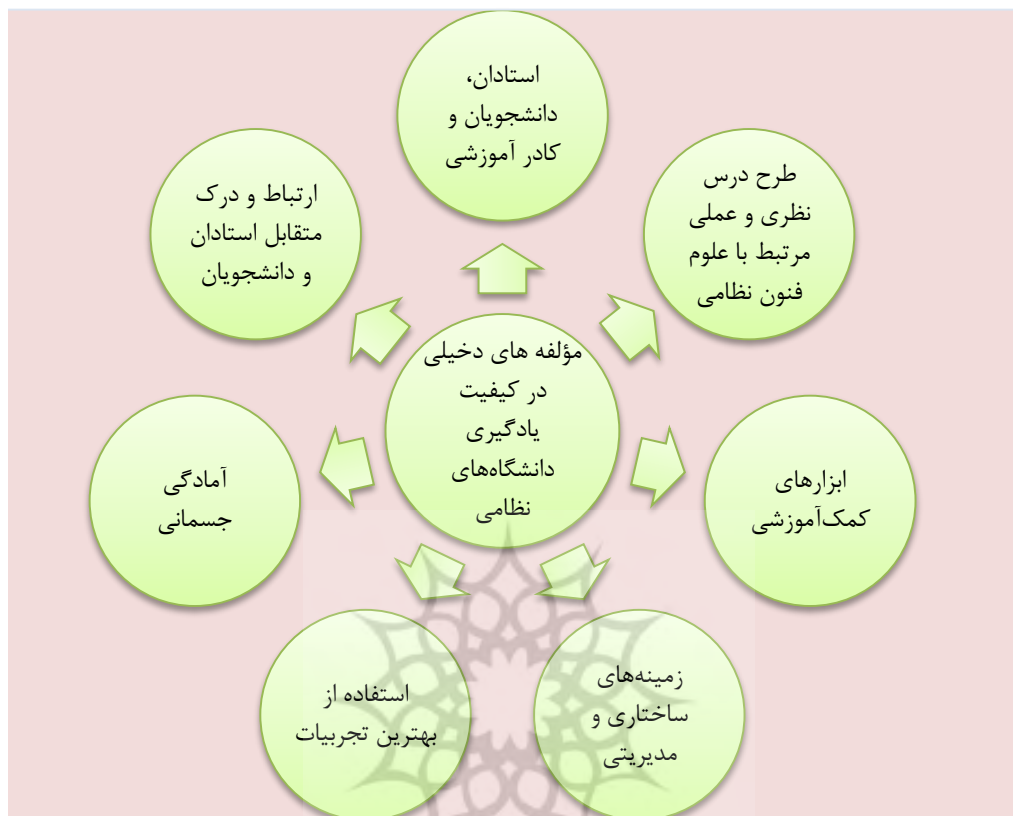 استادان،
دانشجویان و
کادر آموزشی
طرح درس
نظری و عملی
مرتبط با علوم
فنون نظامی
ابزارهای
کمک‌آموزشی
زمینه‌های
ساختاری و
مدیریتی
استفاده از
بهترین تجربیات
آمادگی
جسمانی
ارتباط و درک
متقابل استادان
و دانشجویان
مؤلفه های دخیلی
در کیفیت
یادگیری
دانشگاه‌های
نظامی